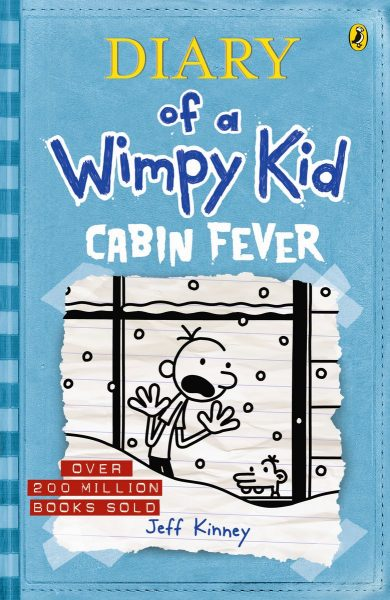 DIARY
of a
Wimpy Kid
CABIN FEVER
OVER
200 MILLION
BOOKS SOLD
Jeff Kinney